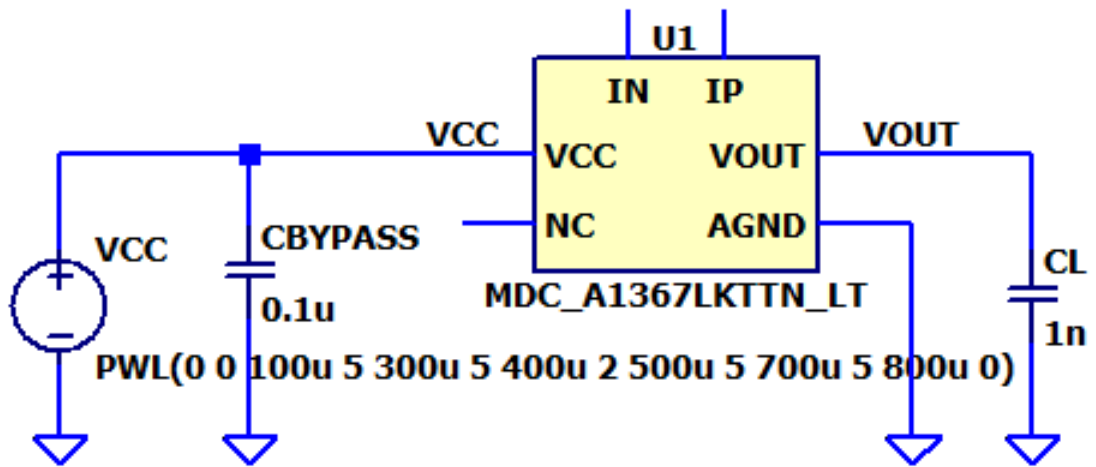 U1
IN IP
VCC VCC VOUT VOUT
NC AGND
VCC CBYPASS CL
0.1u MDC_A1367LKTTN_LT 1n
PWL(0 0 100u 5 300u 5 400u 2 500u 5 700u 5 800u 0)